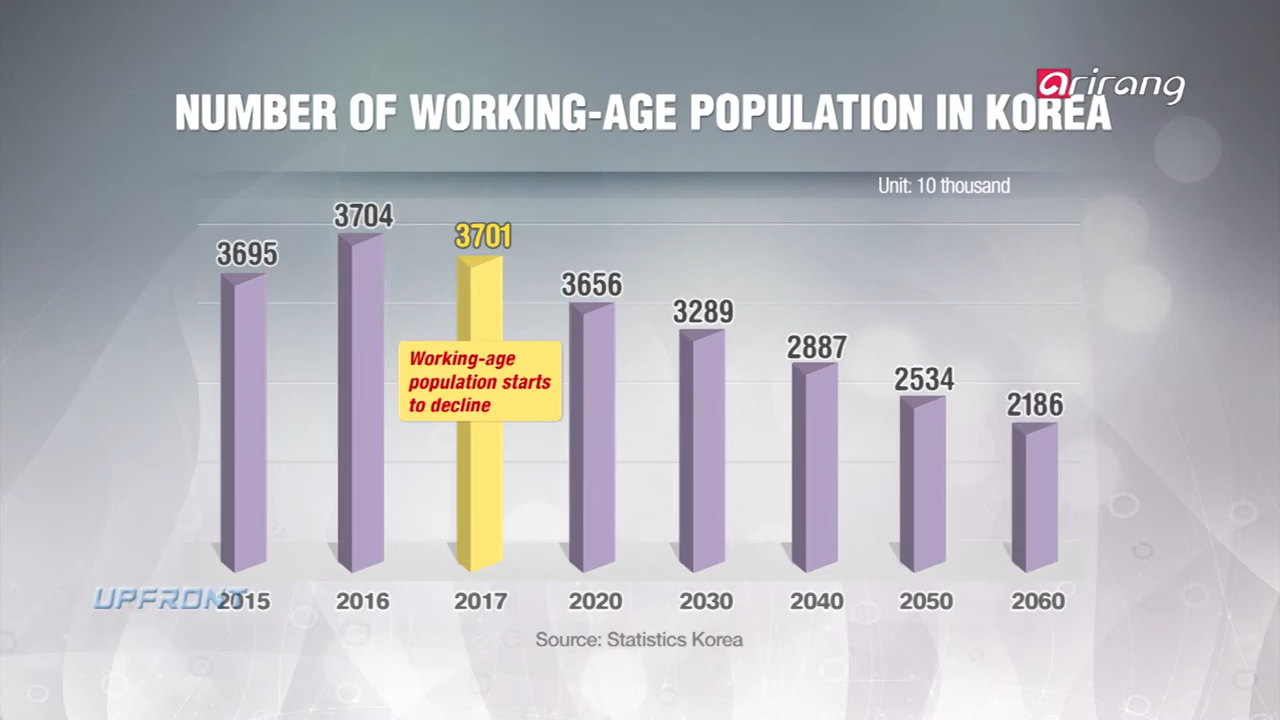 arirang
NUMBER OF WORKING-AGE POPULATION IN KOREA
Unit: 10 thousand
3695
3704
3701
3656
3289
2887
2534
2186
Working-age
population starts
to decline
UPFRONT
2015
2016
2017
2020
2030
2040
2050
2060
Source: Statistics Korea